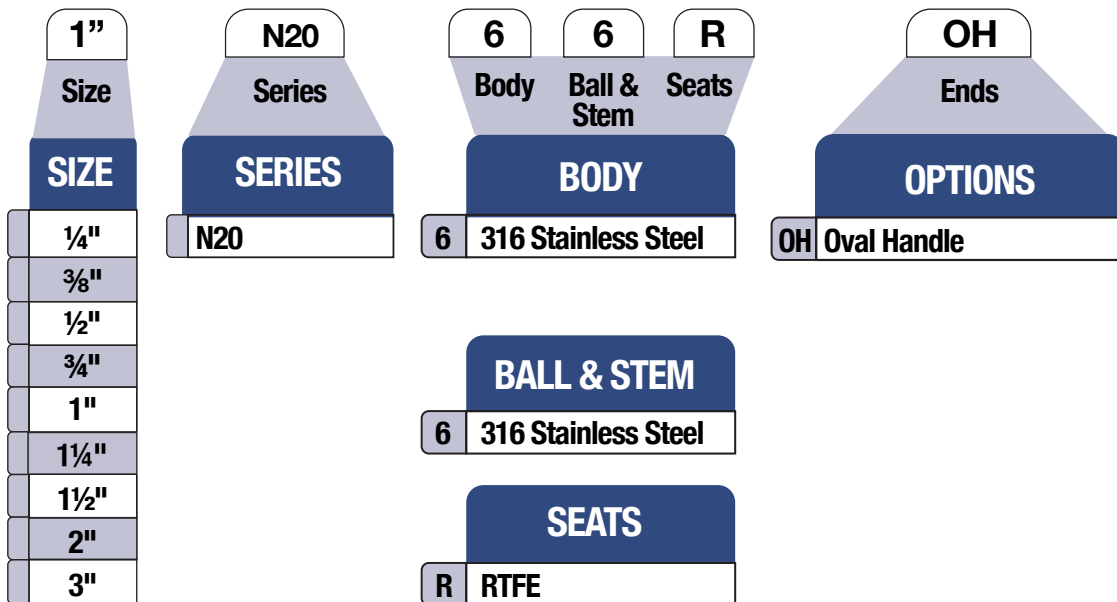 1” N20 6 6 R OH
Size Series Body Ball & Stem Seats Ends
SIZE SERIES BODY OPTIONS
¼" N20 6 316 Stainless Steel OH Oval Handle
⅜"
½"
¾"
BALL & STEM
1" 6 316 Stainless Steel
1¼"
1½"
SEATS
2"
3" R RTFE